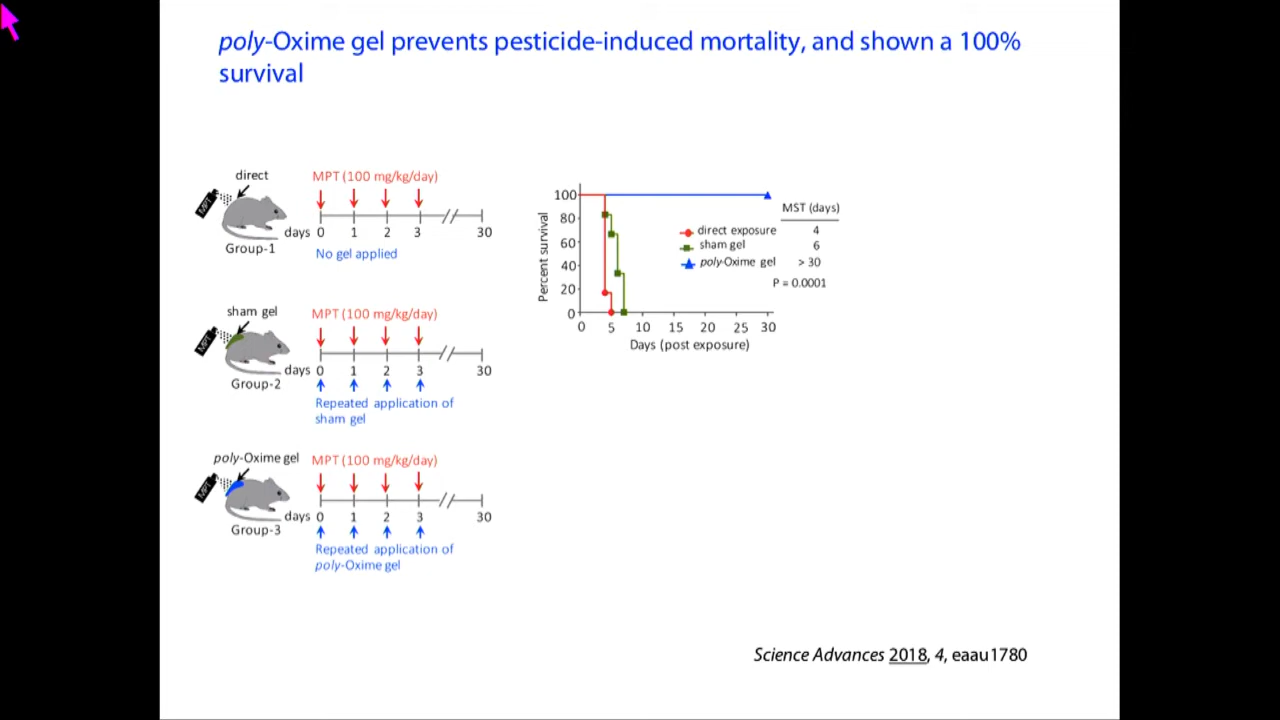 poly-Oxime gel prevents pesticide-induced mortality, and shown a 100%
survival
direct
MPT
Group-1
MPT (100 mg/kg/day)
days 0 1 2 3 30
No gel applied
sham gel
MPT
Group-2
MPT (100 mg/kg/day)
days 0 1 2 3 30
Repeated application of
sham gel
poly-Oxime gel
MPT
Group-3
MPT (100 mg/kg/day)
days 0 1 2 3 30
Repeated application of
poly-Oxime gel
Percent survival
100
80
60
40
20
0
0 5 10 15 20 25 30
Days (post exposure)
MST (days)
direct exposure 4
sham gel 6
poly-Oxime gel > 30
P = 0.0001
Science Advances 2018, 4, eaau1780